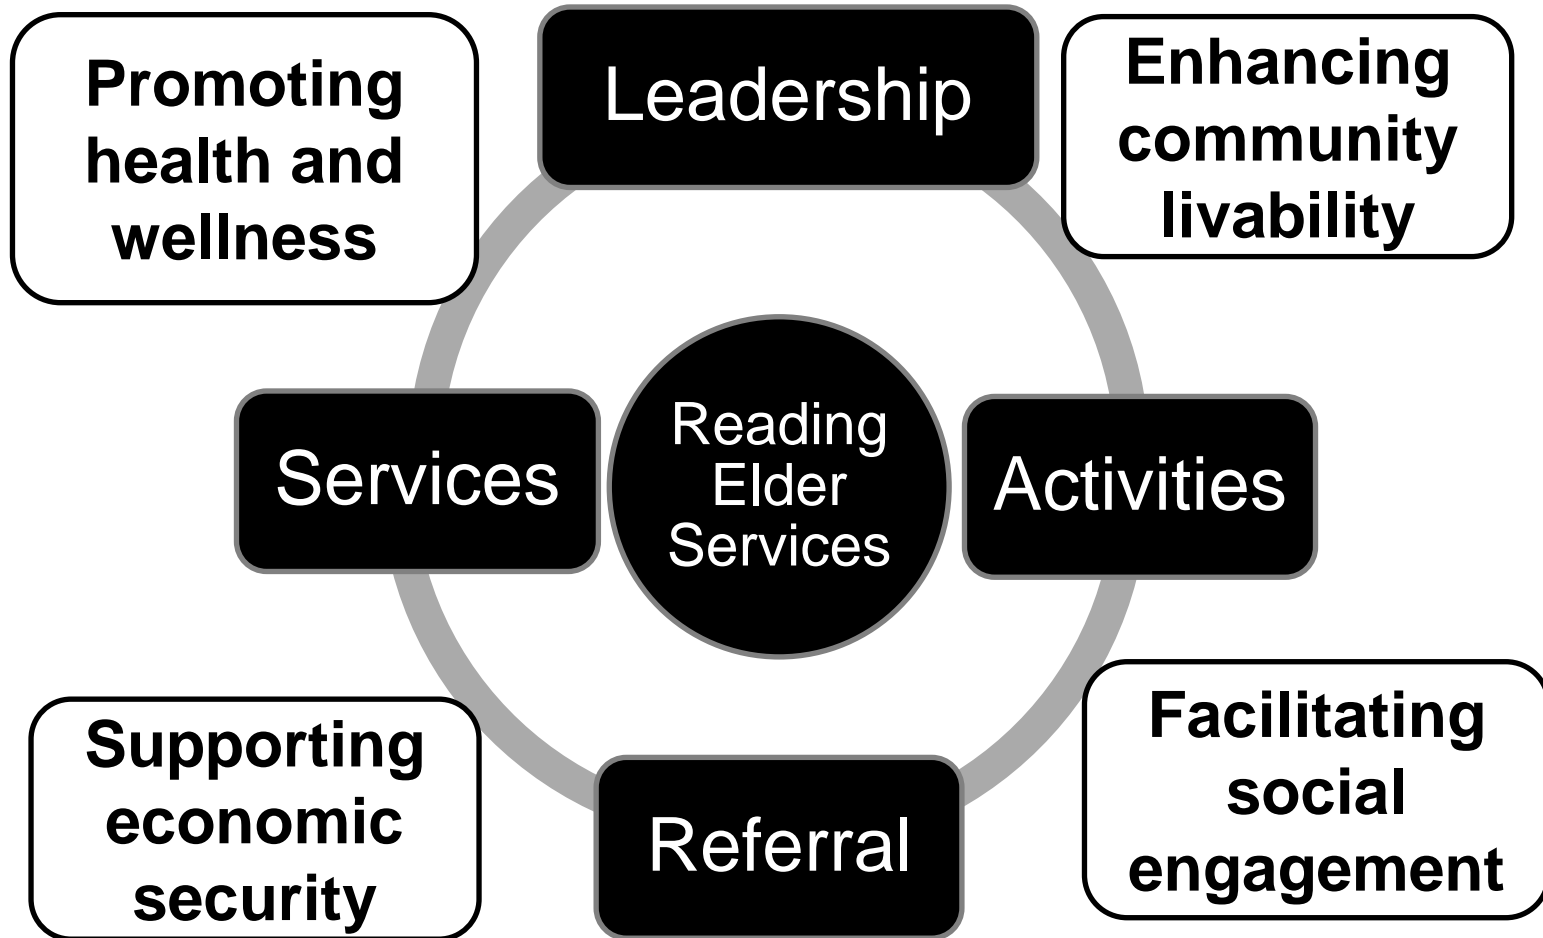 Promoting
health and
wellness
Leadership
Enhancing
community
livability
Services
Reading
Elder
Services
Activities
Supporting
economic
security
Referral
Facilitating
social
engagement